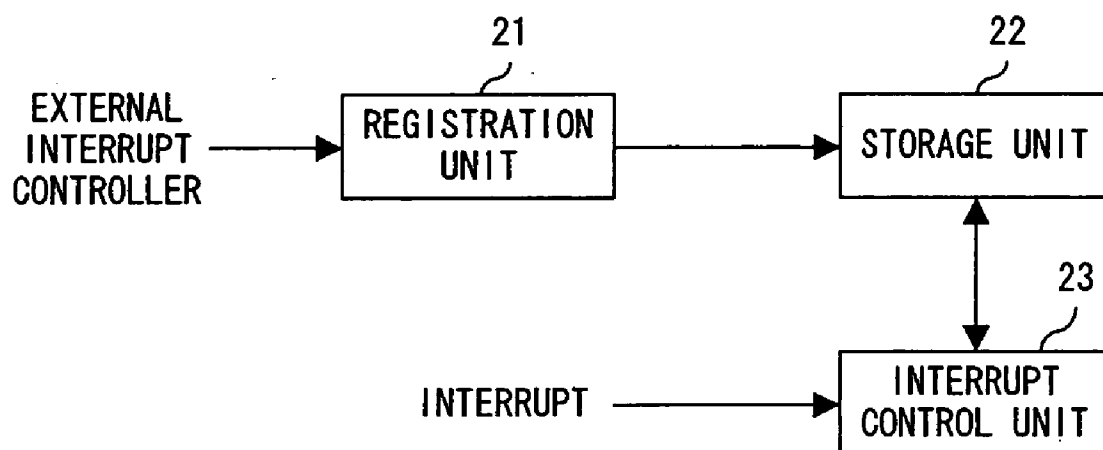 21
22
EXTERNAL
INTERRUPT
CONTROLLER
REGISTRATION
UNIT
STORAGE UNIT
23
INTERRUPT
INTERRUPT
CONTROL UNIT